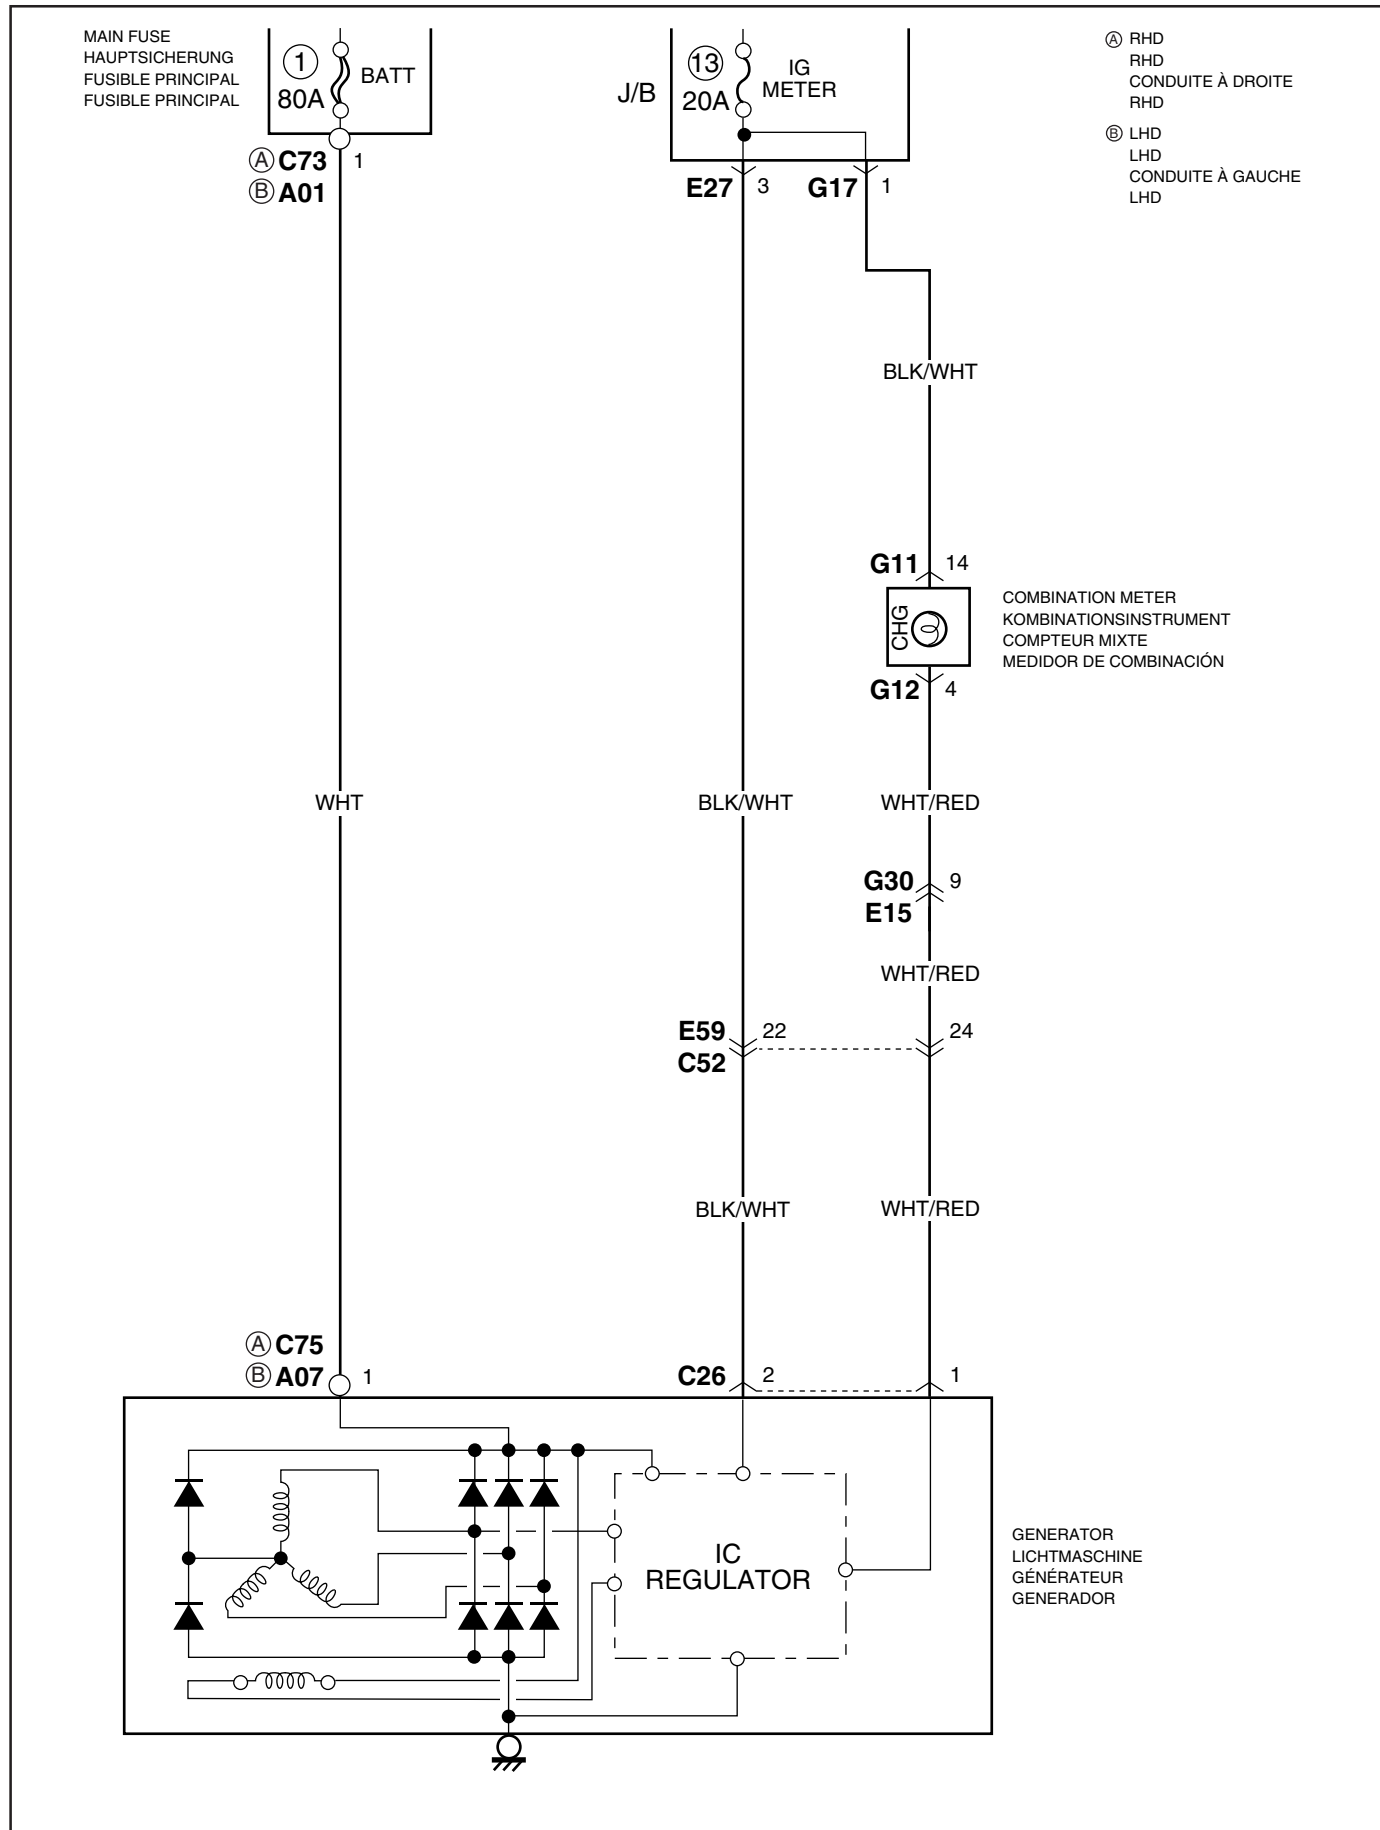 MAIN FUSE
HAUPTSICHERUNG
FUSIBLE PRINCIPAL
FUSIBLE PRINCIPAL
1
80A
BATT
J/B
13
20A
IG
METER
A RHD
RHD
CONDUITE À DROITE
RHD
B LHD
LHD
CONDUITE À GAUCHE
LHD
A C73 1
B A01
E27 3
G17 1
BLK/WHT
G11 14
CHG
COMBINATION METER
KOMBINATIONSINSTRUMENT
COMPTEUR MIXTE
MEDIDOR DE COMBINACIÓN
G12 4
WHT
BLK/WHT
WHT/RED
G30 9
E15
WHT/RED
E59 22
C52
24
BLK/WHT
WHT/RED
A C75
B A07 1
C26 2
1
IC
REGULATOR
GENERATOR
LICHTMASCHINE
GÉNÉRATEUR
GENERADOR